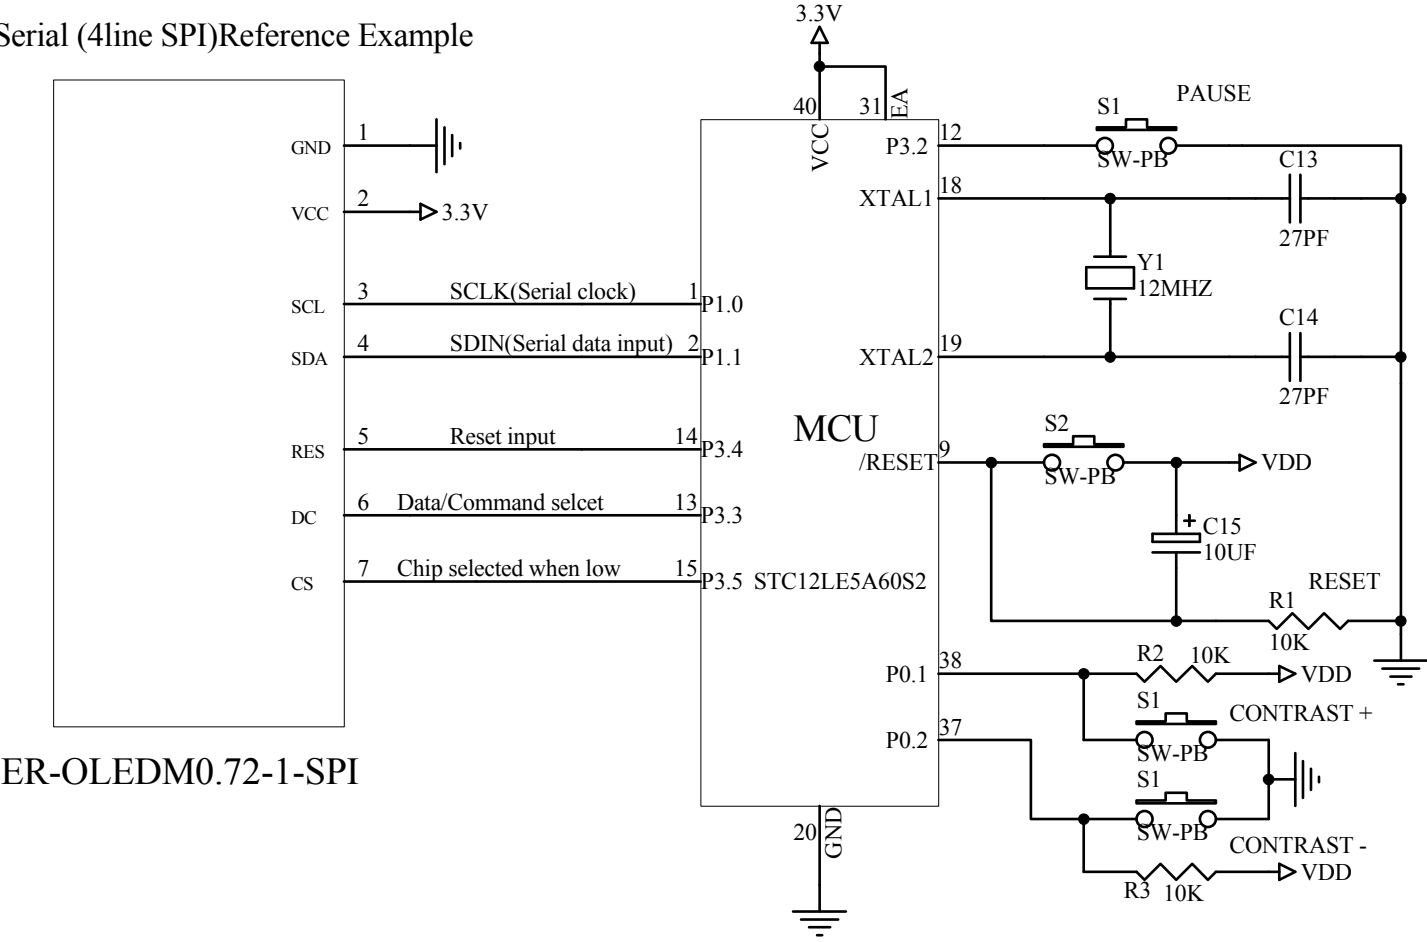 Serial (4line SPI)Reference Example
3.3V
40
VCC
31
EA
GND
1
VCC
2
3.3V
SCL
3
SCLK(Serial clock)
1
P1.0
SDA
4
SDIN(Serial data input)
2
P1.1
RES
5
Reset input
14
P3.4
DC
6
Data/Command selcet
13
P3.3
CS
7
Chip selected when low
15
P3.5
STC12LE5A60S2
MCU
ER-OLEDM0.72-1-SPI
P3.2
12
S1
PAUSE
SW-PB
XTAL1
18
C13
27PF
Y1
12MHZ
XTAL2
19
C14
27PF
/RESET
9
S2
SW-PB
VDD
+
C15
10UF
RESET
R1
10K
P0.1
38
R2
10K
VDD
S1
CONTRAST +
SW-PB
P0.2
37
S1
SW-PB
CONTRAST -
VDD
R3
10K
20
GND